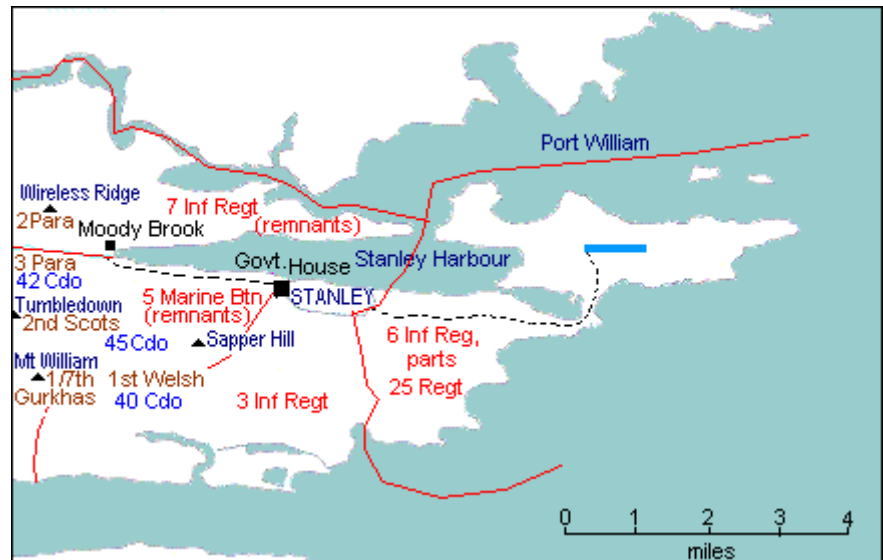 Port William
Wireless Ridge
7 Inf Regt
2Para
(remnants)
Moody Brook
Govt. House
Stanley Harbour
3 Para
42 Cdo
5 Marine Btn
STANLEY
Tumbledown
(remnants)
2nd Scots
6 Inf Reg,
45Cdo
Sapper Hill
parts
Mt William
25 Regt
1/7th
1st Welsh
Gurkhas
40 Cdo
3 Inf Regt
0 1 2 3 4
miles